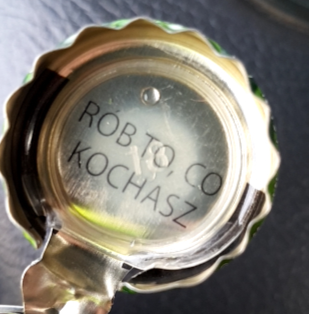 RÓB TO, CO
KOCHASZ